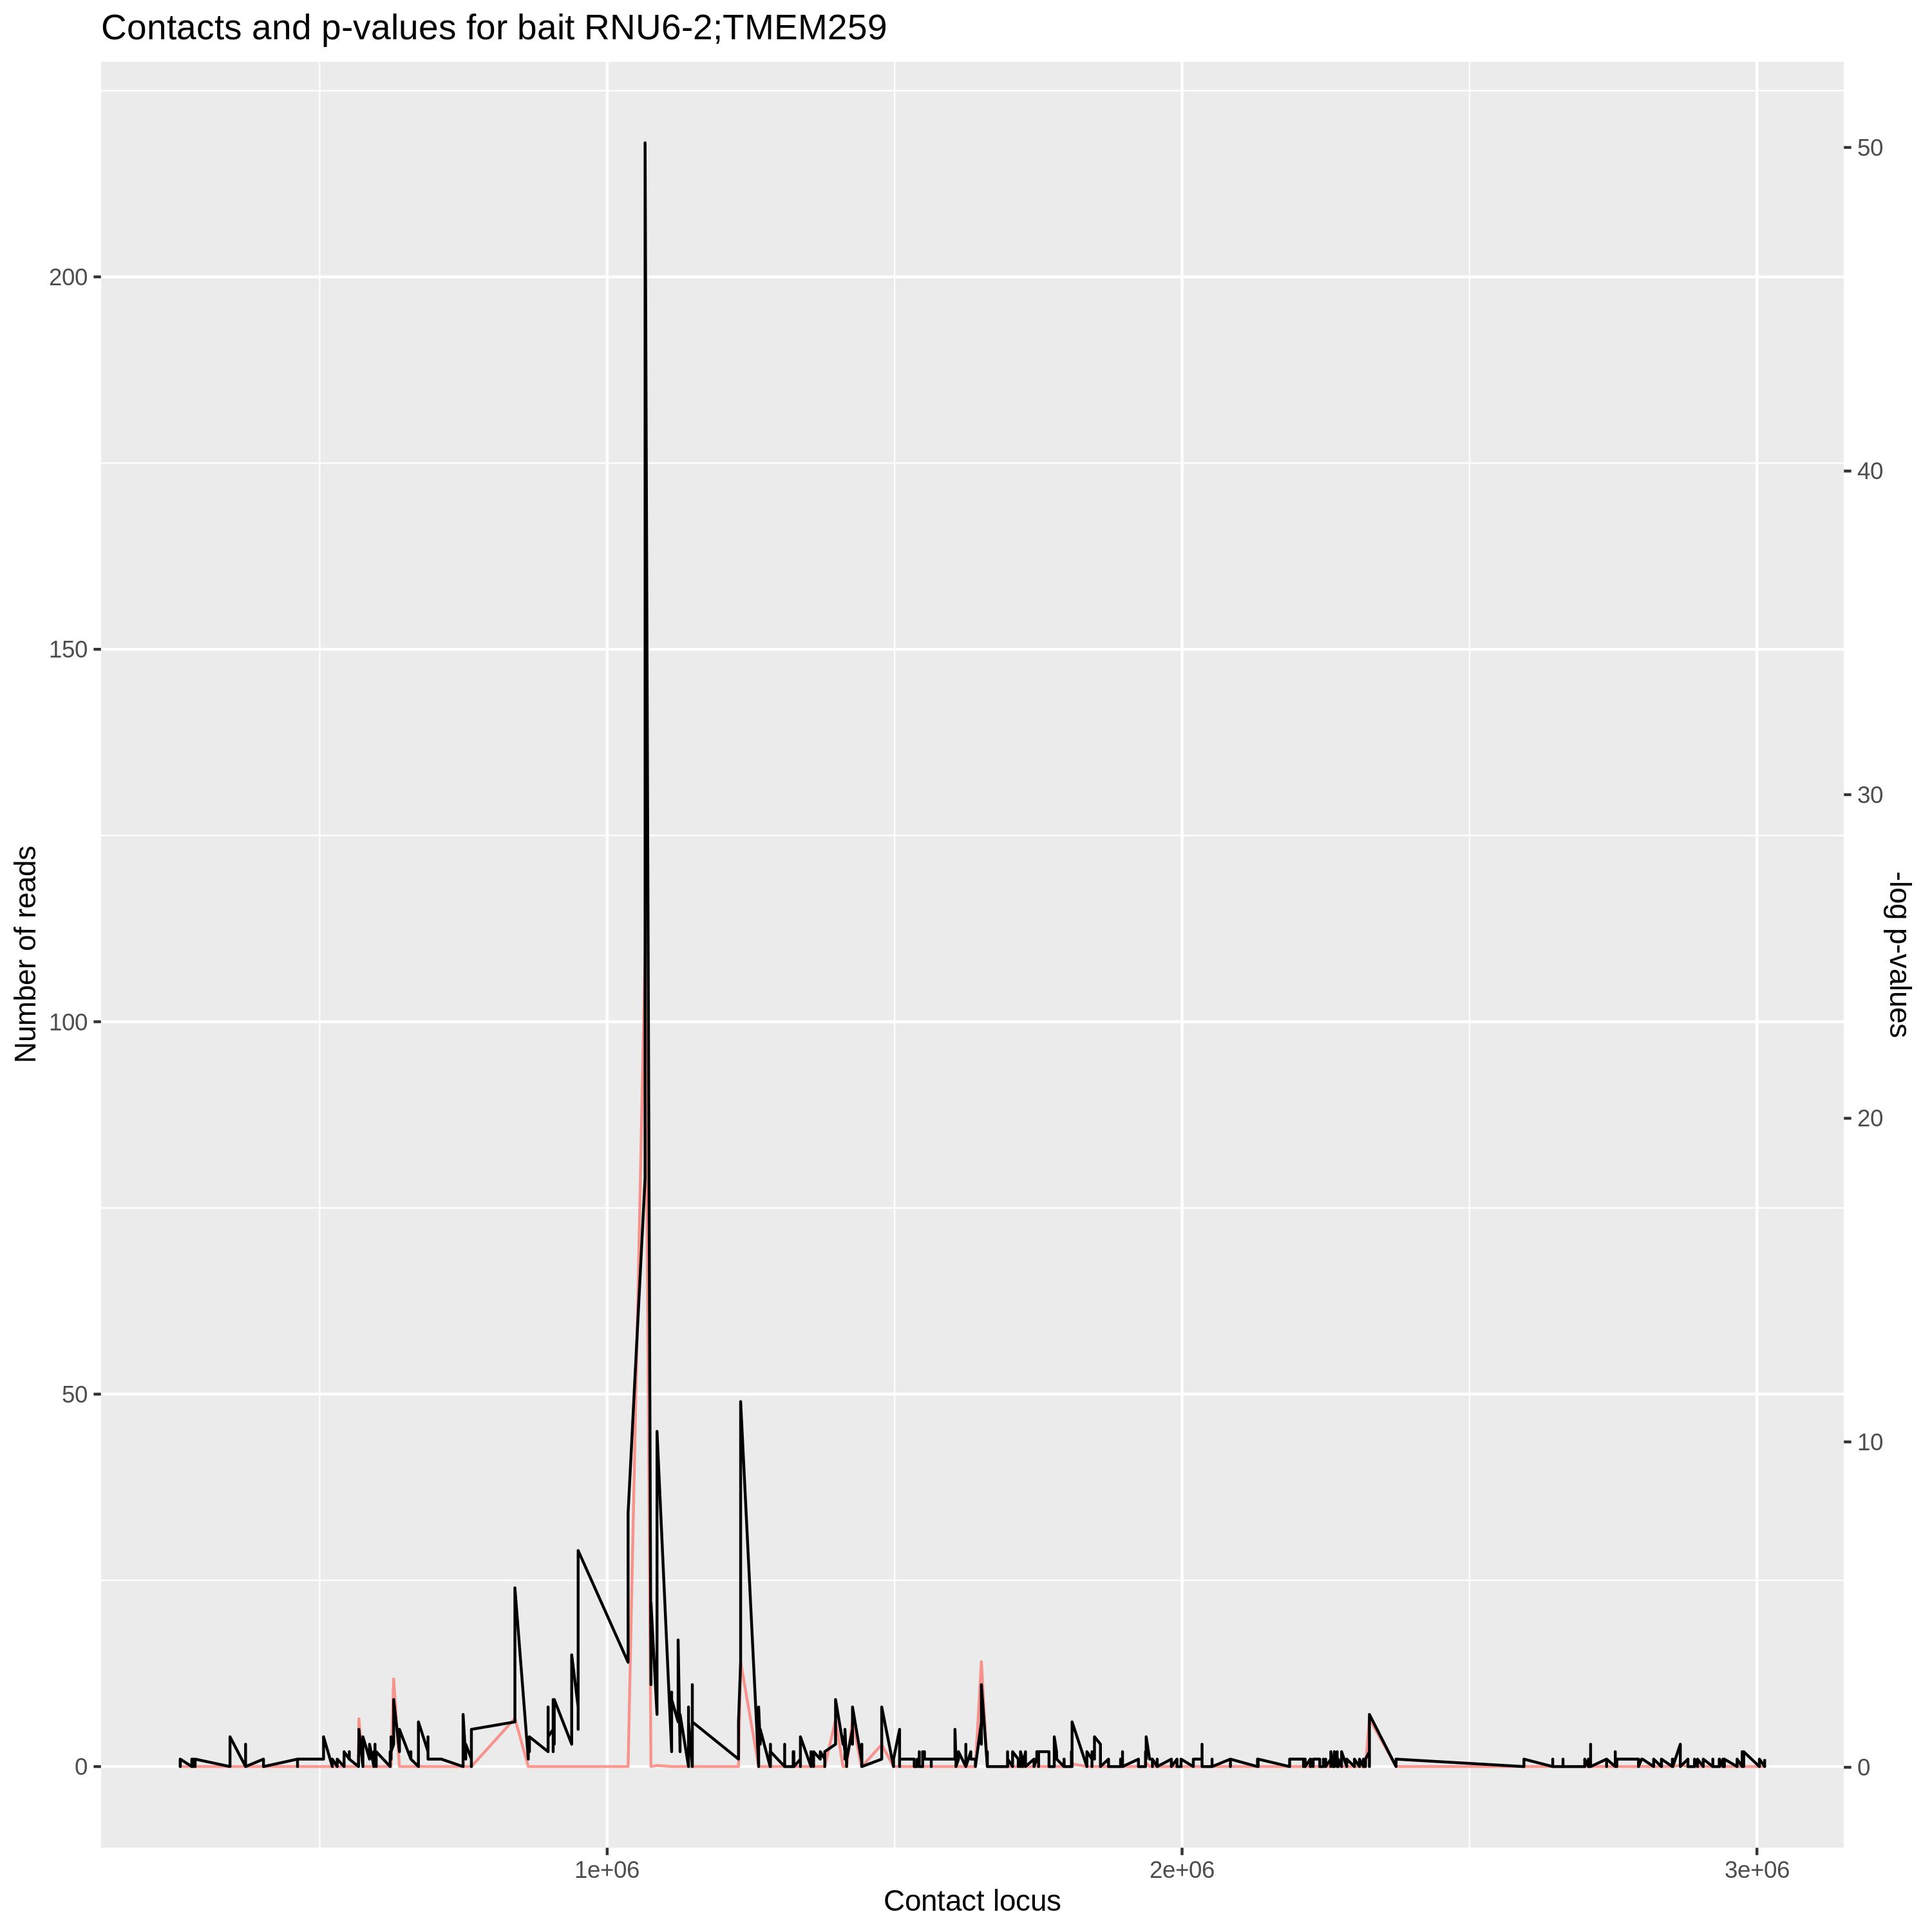 Contacts and p-values for bait RNU6-2;TMEM259
Number of reads
200
150
100
50
0
50
40
30
20
10
0
-log p-values
1e+06
2e+06
3e+06
Contact locus